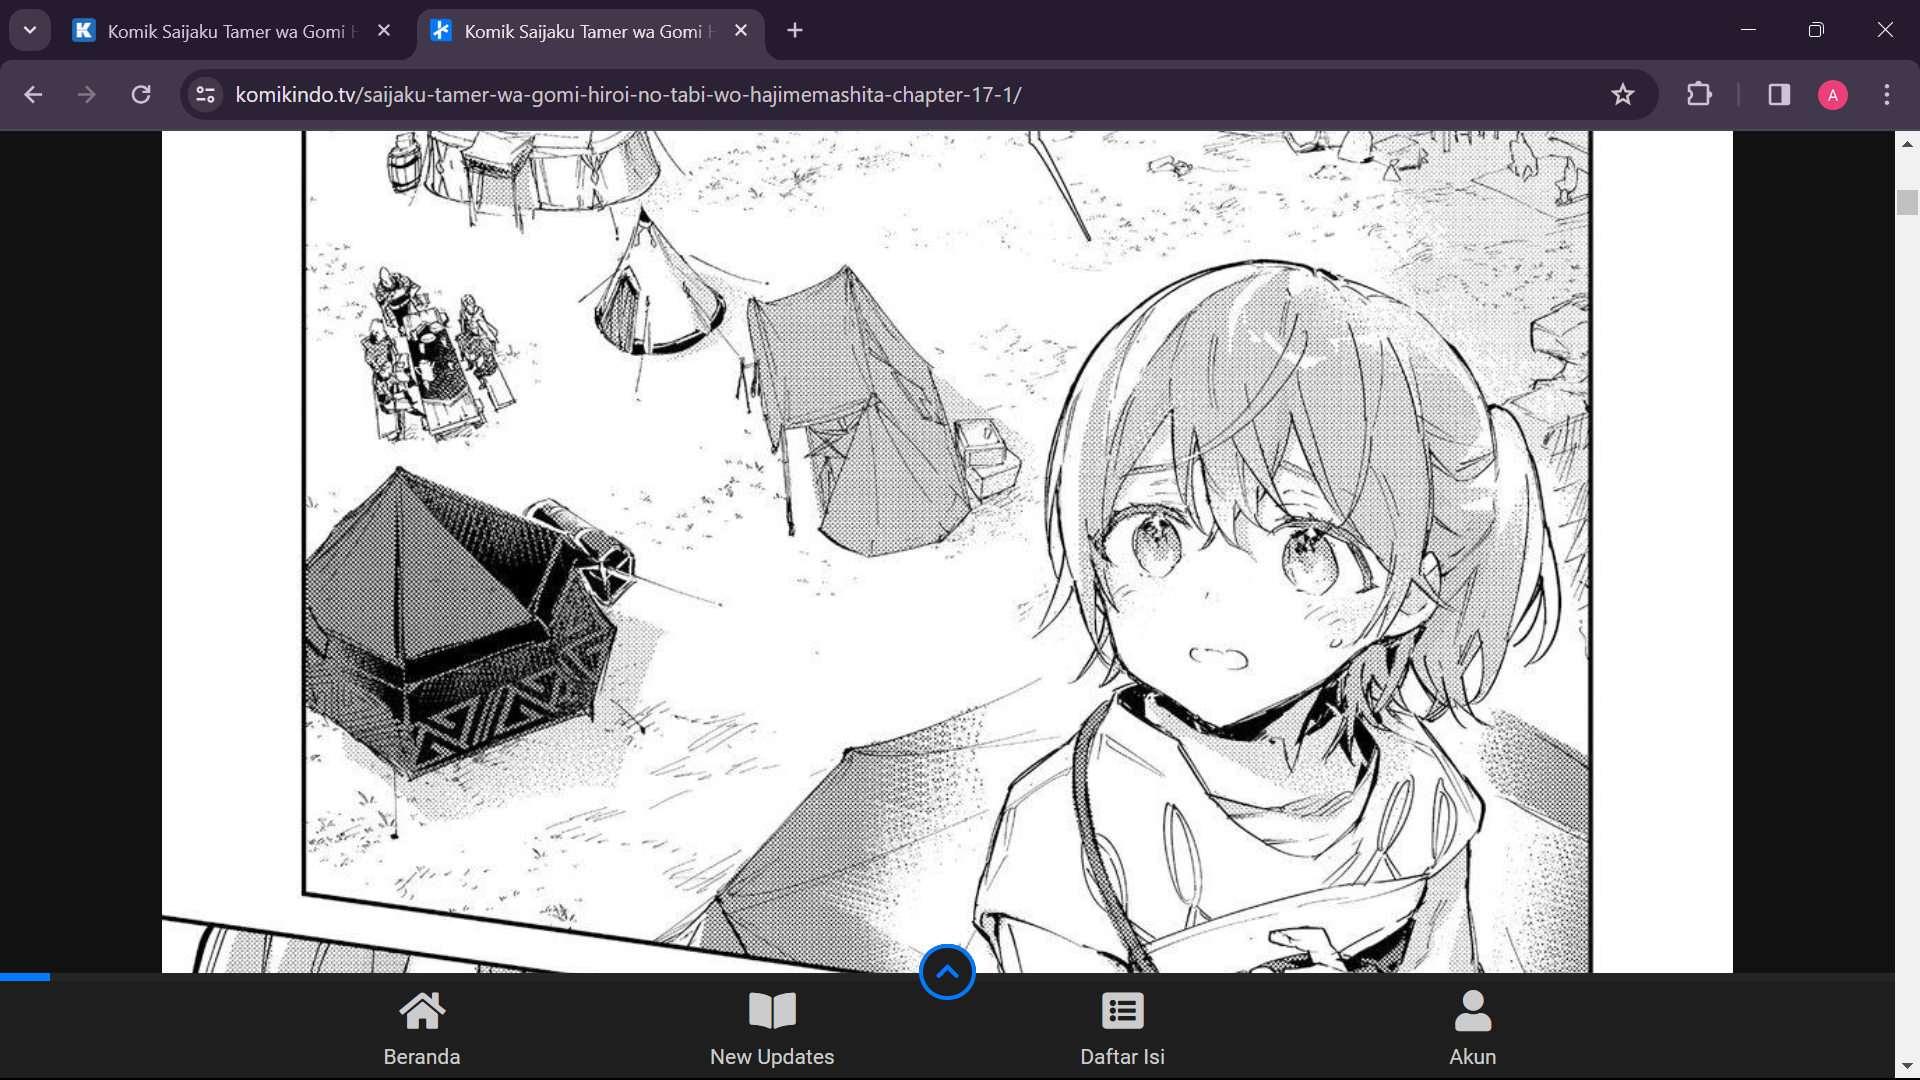 Komik Saijaku Tamer wa Gomi H
Komik Saijaku Tamer wa Gomi H
komikindo.tv/saijaku-tamer-wa-gomi-hiroi-no-tabi-wo-hajimemashita-chapter-17-1/
A
Beranda
New Updates
Daftar Isi
Akun